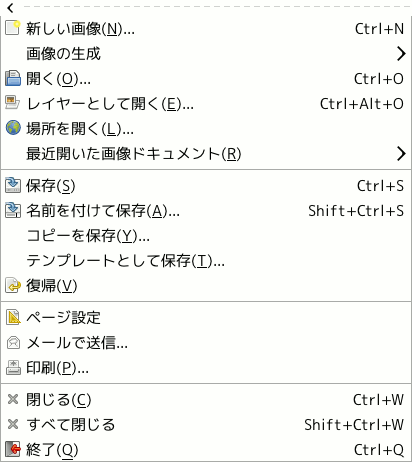 新しい画像(N)... Ctrl+N
画像の生成
開く(O)... Ctrl+O
レイヤーとして開く(E)... Ctrl+Alt+O
場所を開く(L)...
最近開いた画像ドキュメント(R)
保存(S) Ctrl+S
名前を付けて保存(A)... Shift+Ctrl+S
コピーを保存(Y)...
テンプレートとして保存(T)...
復帰(V)
ページ設定
メールで送信...
印刷(P)...
閉じる(C) Ctrl+W
すべて閉じる Shift+Ctrl+W
終了(Q) Ctrl+Q